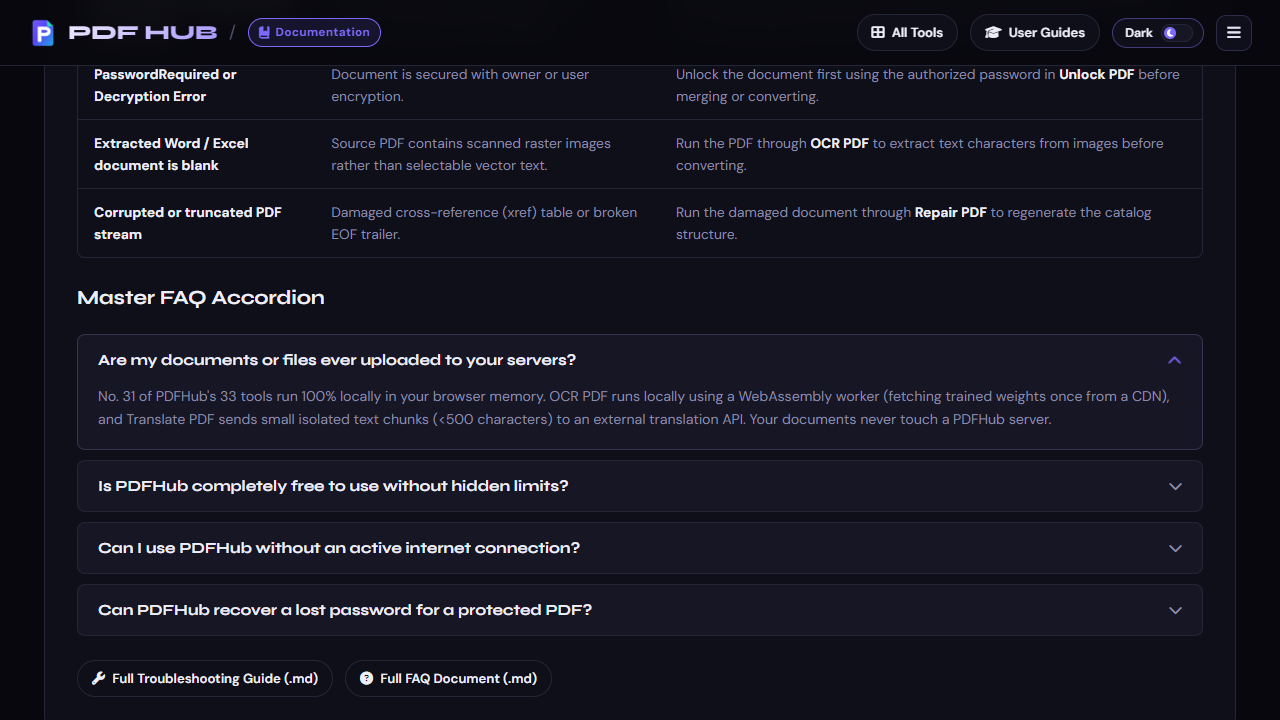 PDF HUB / Documentation
All Tools
User Guides
Dark
PasswordRequired or
Decryption Error
Document is secured with owner or user
encryption.
Unlock the document first using the authorized password in Unlock PDF before
merging or converting.
Extracted Word / Excel
document is blank
Source PDF contains scanned raster images
rather than selectable vector text.
Run the PDF through OCR PDF to extract text characters from images before
converting.
Corrupted or truncated PDF
stream
Damaged cross-reference (xref) table or broken
EOF trailer.
Run the damaged document through Repair PDF to regenerate the catalog
structure.
Master FAQ Accordion
Are my documents or files ever uploaded to your servers?
No. 31 of PDFHub's 33 tools run 100% locally in your browser memory. OCR PDF runs locally using a WebAssembly worker (fetching trained weights once from a CDN),
and Translate PDF sends small isolated text chunks (<500 characters) to an external translation API. Your documents never touch a PDFHub server.
Is PDFHub completely free to use without hidden limits?
Can I use PDFHub without an active internet connection?
Can PDFHub recover a lost password for a protected PDF?
Full Troubleshooting Guide (.md)
Full FAQ Document (.md)